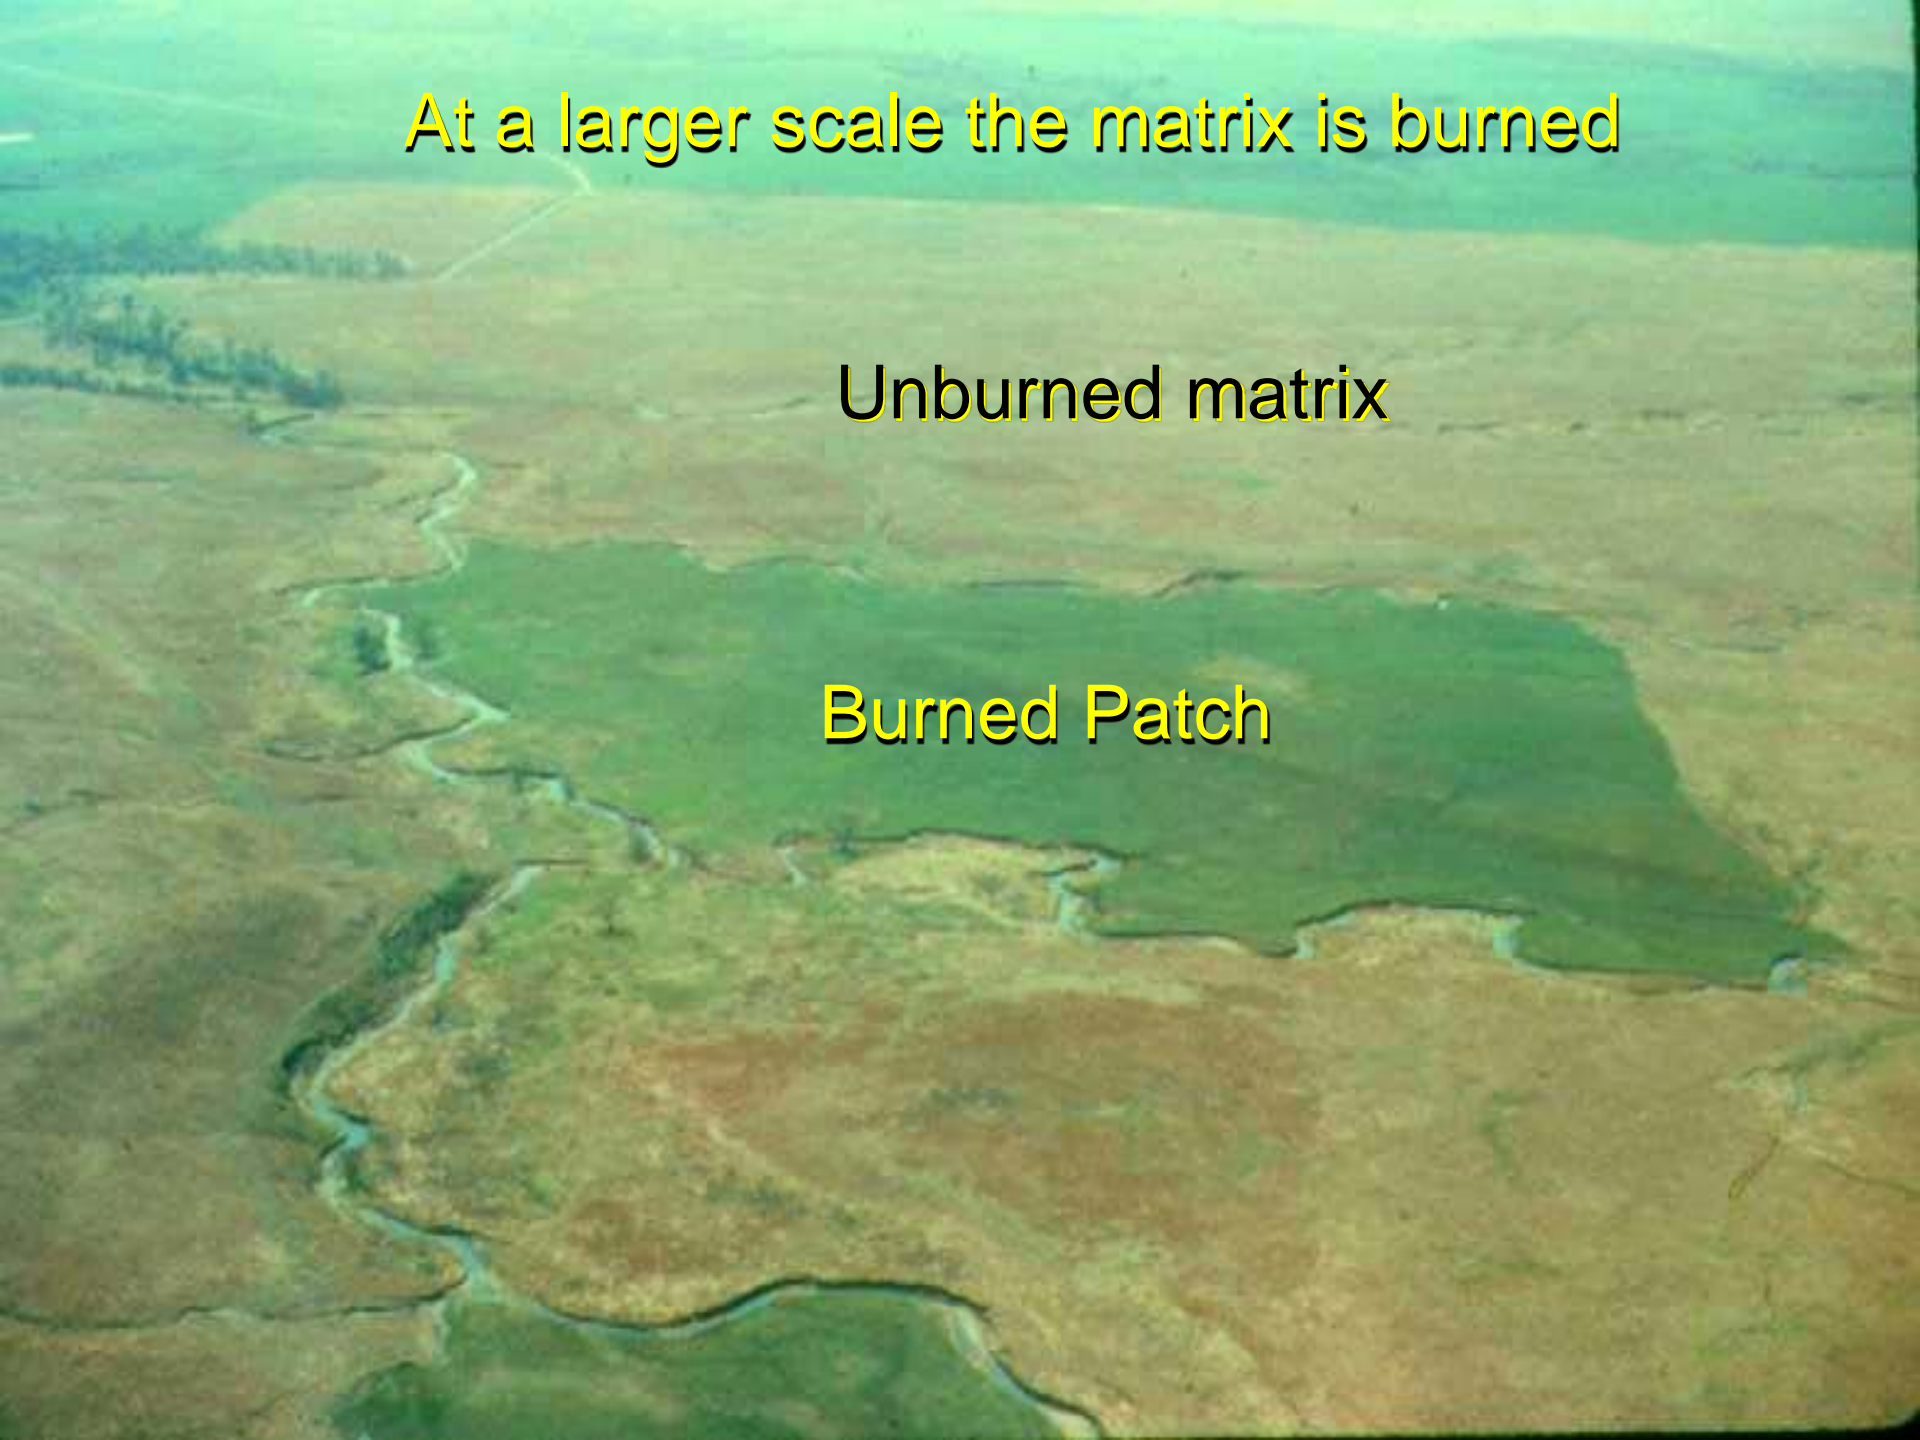 At a larger scale the matrix is burned
Unburned matrix
Burned Patch